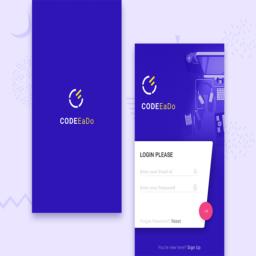 CODEEaDo
CODEEaDo
LOGIN PLEASE
Enter your Email id
Enter your Password
Forgot Password? Reset
You're new here? Sign Up